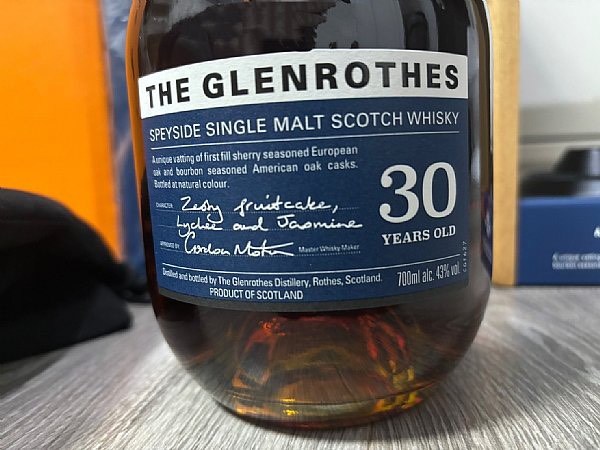 THE GLENROTHES
SPEYSIDE SINGLE MALT SCOTCH WHISKY
A unique vatting of first fill sherry seasoned European
oak and bourbon seasoned American oak casks.
Bottled at natural colour.
CHARACTER Zesty fruitcake,
Lychee and Jasmine
APPROVED BY Gordon Motion Master Whisky Maker
30
YEARS OLD
Distilled and bottled by The Glenrothes Distillery, Rothes, Scotland.
PRODUCT OF SCOTLAND
700ml alc. 43% vol.